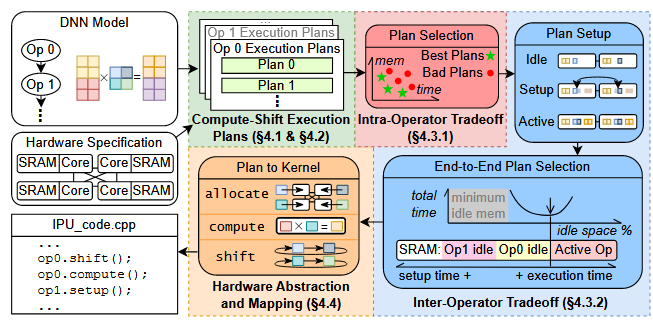 DNN Model
Op 0
Op 1
×
=
Hardware Specification
SRAM Core Core SRAM
SRAM Core Core SRAM
IPU_code.cpp
...
op0.shift();
op0.compute();
op1.setup();
...
Op 1 Execution Plans
Op 0 Execution Plans
Plan 0
Plan 1
Compute-Shift Execution
Plans (§4.1 & §4.2)
Plan Selection
mem
Best Plans
Bad Plans
time
Intra-Operator Tradeoff
(§4.3.1)
Plan Setup
Idle
Setup
Active
End-to-End Plan Selection
total
time
minimum
idle mem
idle space %
SRAM: Op1 idle Op0 idle Active Op
setup time + + execution time
Inter-Operator Tradeoff (§4.3.2)
Plan to Kernel
allocate
compute × =
shift
Hardware Abstraction
and Mapping (§4.4)